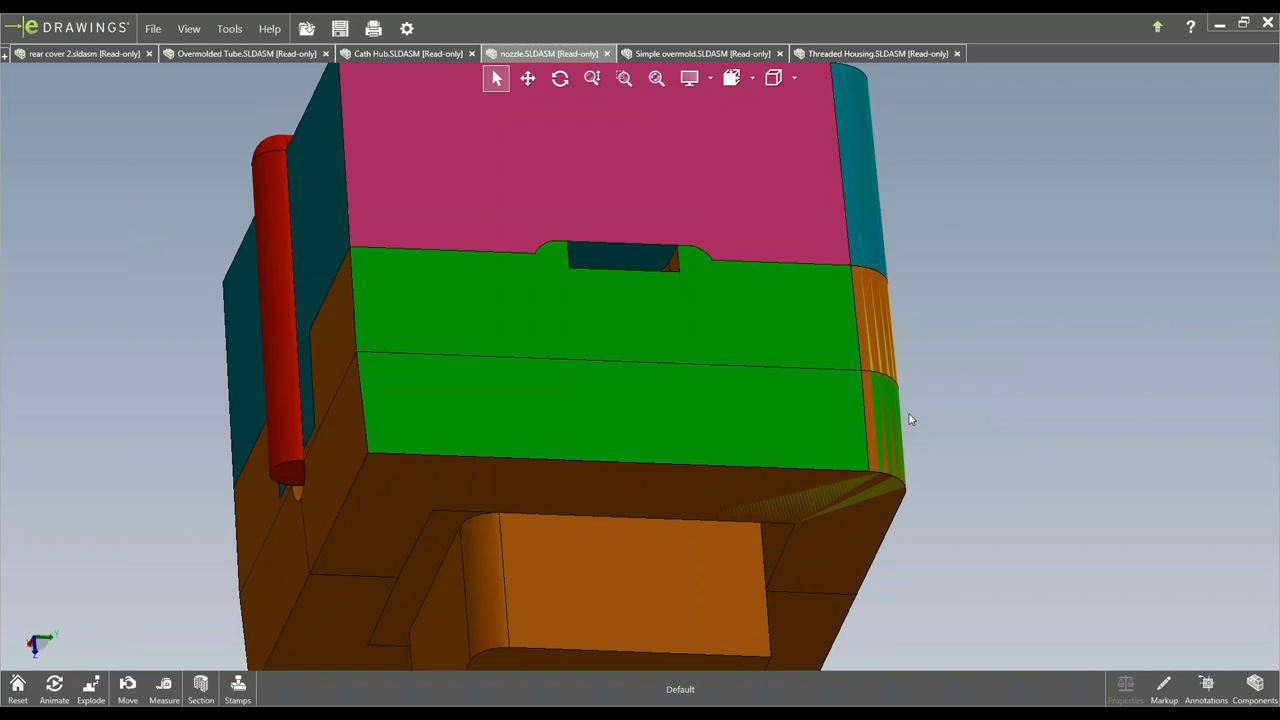 eDRAWINGS® File View Tools Help ?
+ rear cover 2.sldasm [Read-only] × Overmolded Tube.SLDASM [Read-only] × Cath Hub.SLDASM [Read-only] × nozzle.SLDASM [Read-only] × Simple overmold.SLDASM [Read-only] × Threaded Housing.SLDASM [Read-only] ×
Y
Z
Reset Animate Explode Move Measure Section Stamps Default Properties Markup Annotations Components